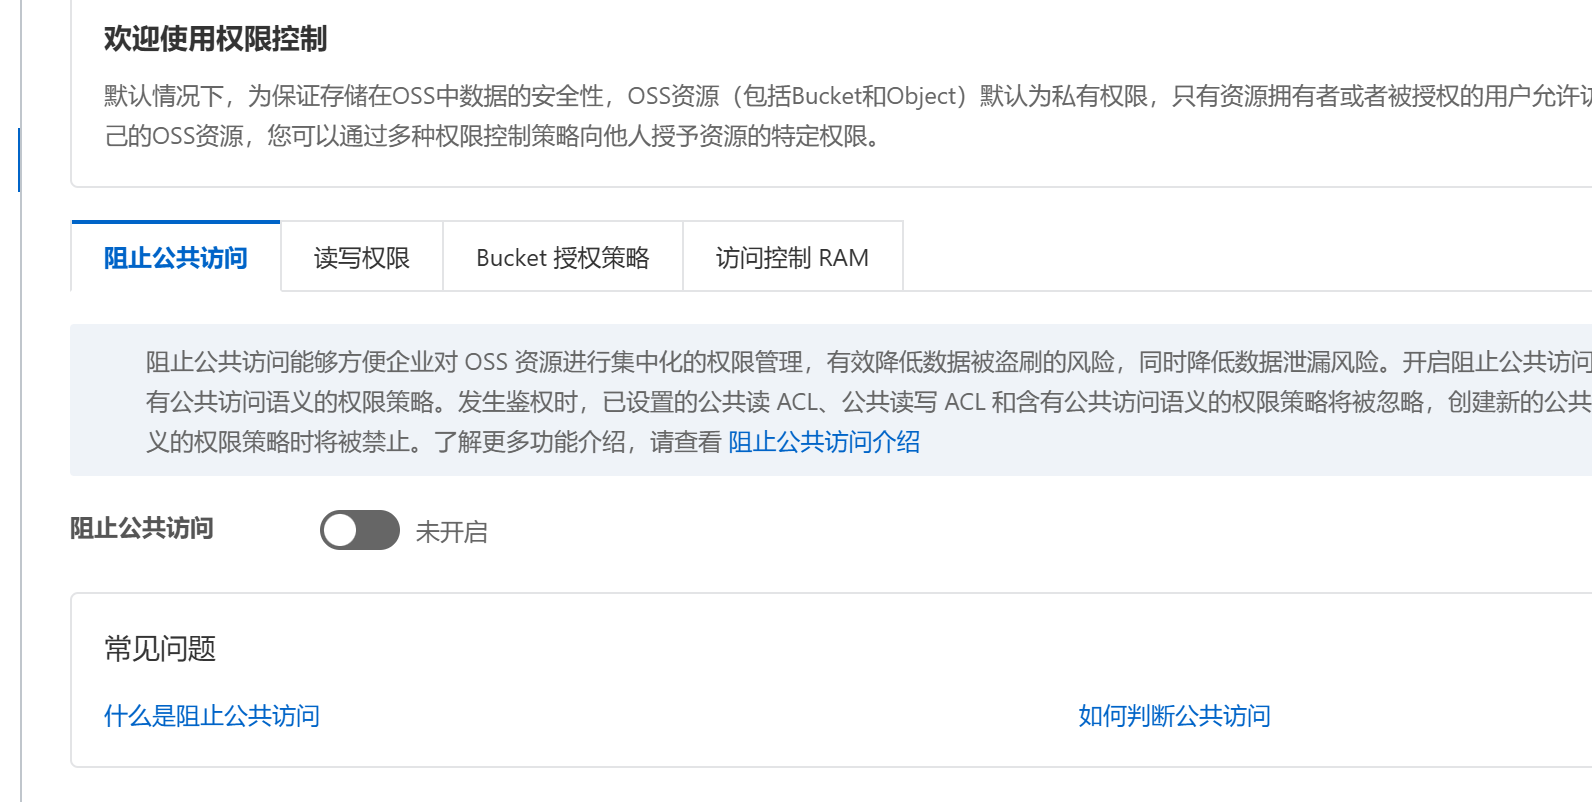 欢迎使用权限控制
默认情况下，为保证存储在OSS中数据的安全性，OSS资源（包括Bucket和Object）默认为私有权限，只有资源拥有者或者被授权的用户允许访
己的OSS资源，您可以通过多种权限控制策略向他人授予资源的特定权限。
阻止公共访问 读写权限 Bucket 授权策略 访问控制 RAM
阻止公共访问能够方便企业对 OSS 资源进行集中化的权限管理，有效降低数据被盗刷的风险，同时降低数据泄漏风险。开启阻止公共访问
有公共访问语义的权限策略。发生鉴权时，已设置的公共读 ACL、公共读写 ACL 和含有公共访问语义的权限策略将被忽略，创建新的公共
义的权限策略时将被禁止。了解更多功能介绍，请查看 阻止公共访问介绍
阻止公共访问 未开启
常见问题
什么是阻止公共访问 如何判断公共访问